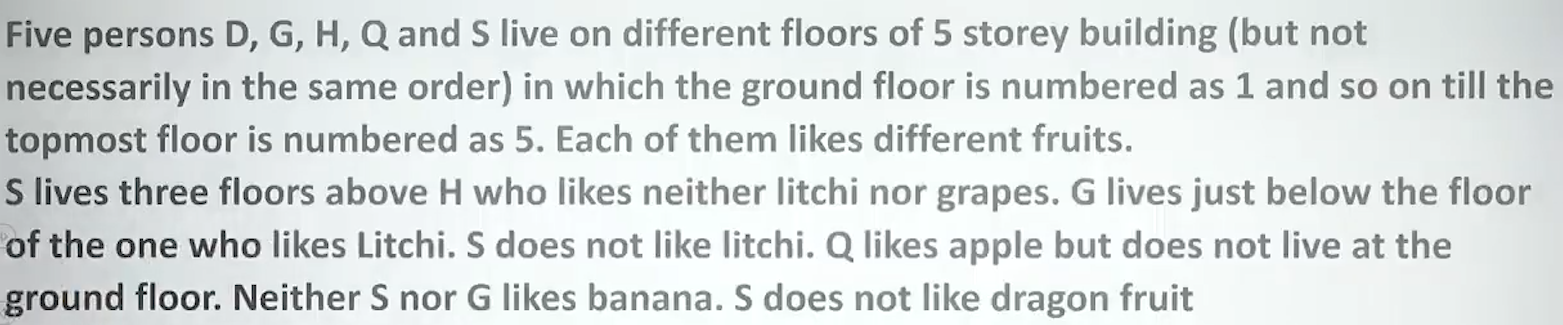 Five persons D, G, H, Q and S live on different floors of 5 storey building (but not
necessarily in the same order) in which the ground floor is numbered as 1 and so on till the
topmost floor is numbered as 5. Each of them likes different fruits.
S lives three floors above H who likes neither litchi nor grapes. G lives just below the floor
of the one who likes Litchi. S does not like litchi. Q likes apple but does not live at the
ground floor. Neither S nor G likes banana. S does not like dragon fruit